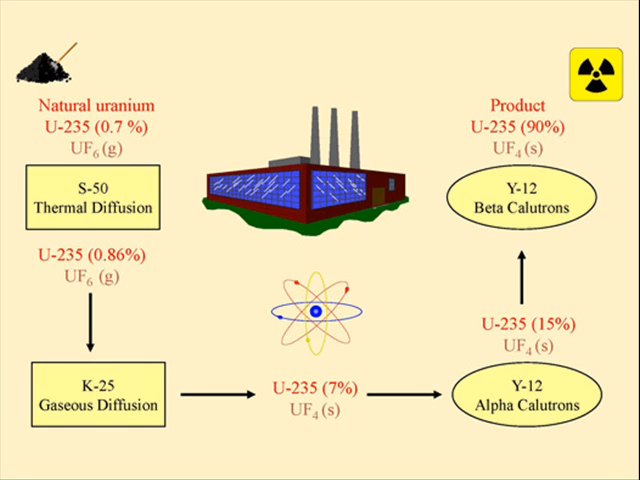 Natural uranium
U-235 (0.7 %)
UF6 (g)
S-50
Thermal Diffusion
U-235 (0.86%)
UF6 (g)
K-25
Gaseous Diffusion
U-235 (7%)
UF4 (s)
Y-12
Alpha Calutrons
U-235 (15%)
UF4 (s)
Y-12
Beta Calutrons
Product
U-235 (90%)
UF4 (s)